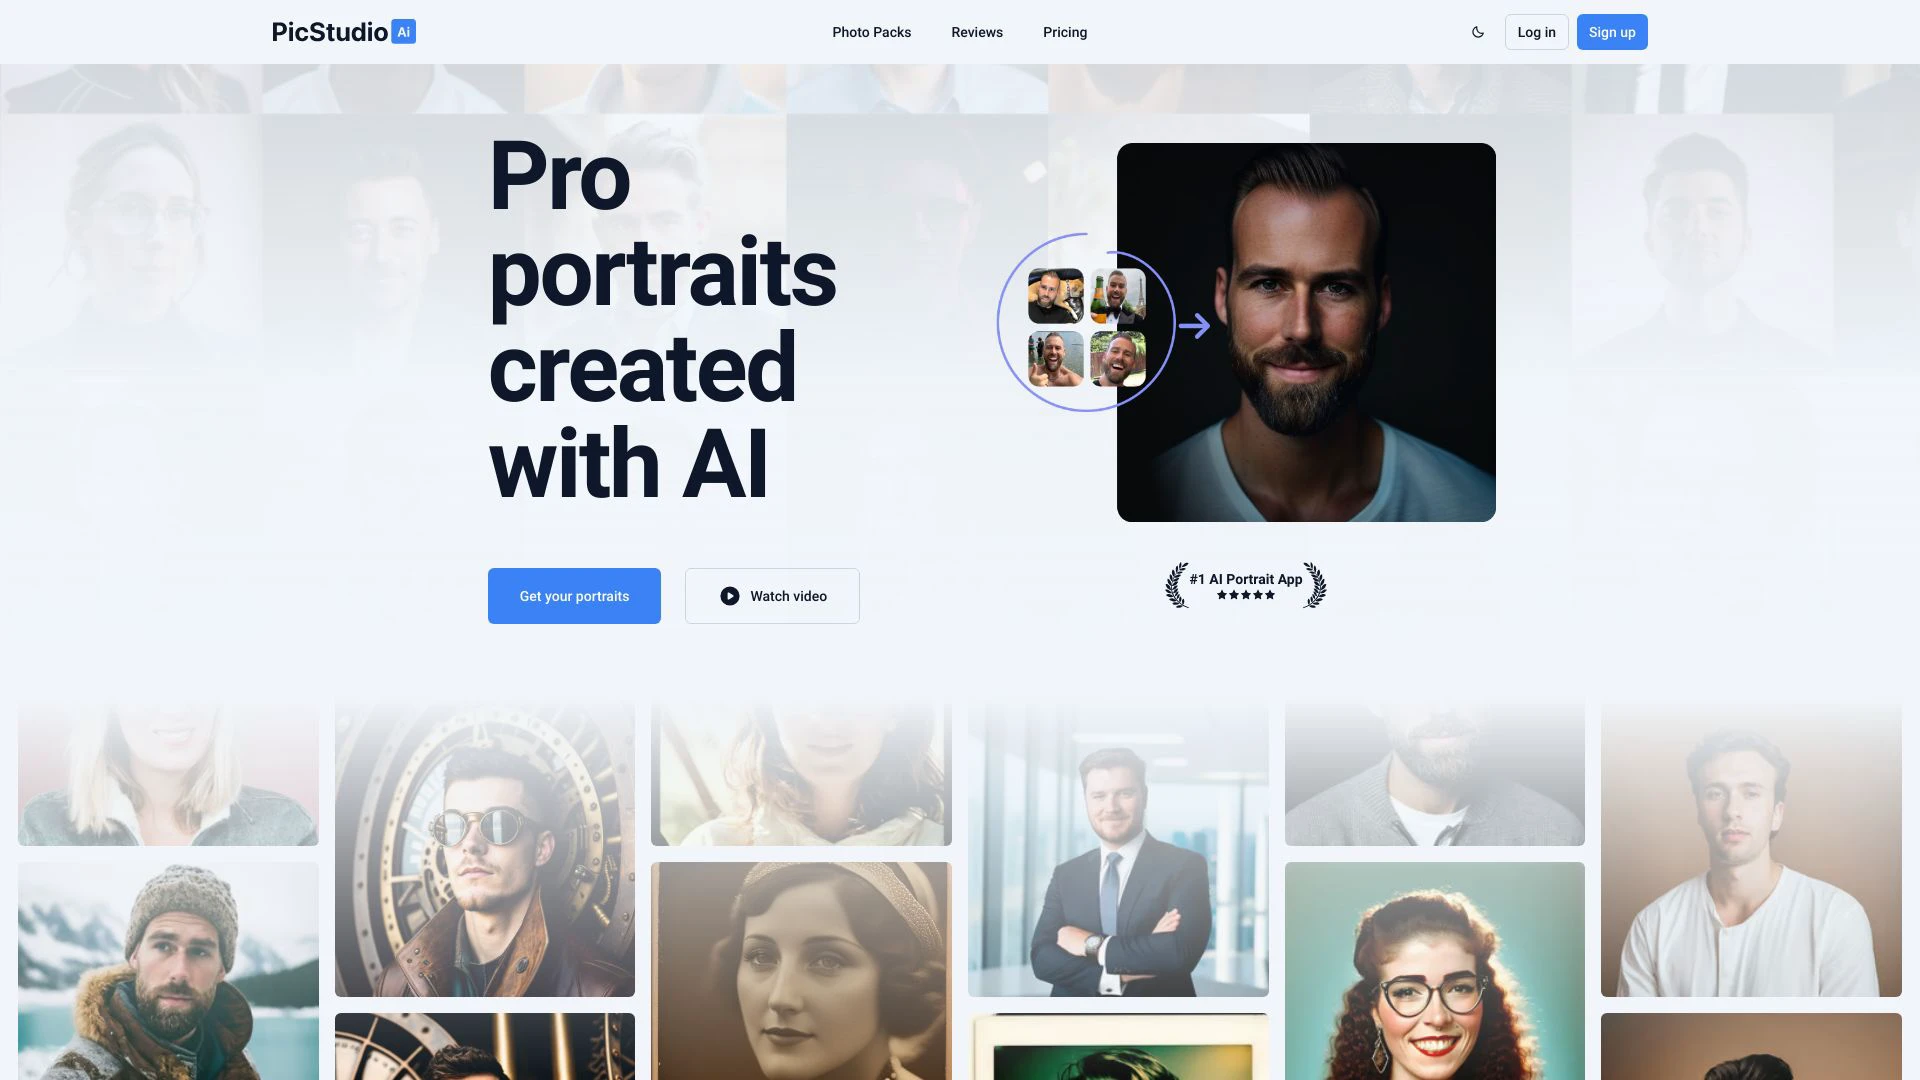 PicStudio Ai
Photo Packs
Reviews
Pricing
Log in
Sign up
Pro
portraits
created
with AI
Get your portraits
Watch video
#1 AI Portrait App